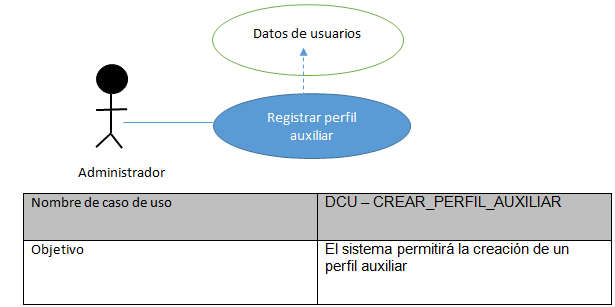 Datos de usuarios
Registrar perfil
auxiliar
Administrador
Nombre de caso de uso
DCU – CREAR_PERFIL_AUXILIAR
Objetivo
El sistema permitirá la creación de un
perfil auxiliar